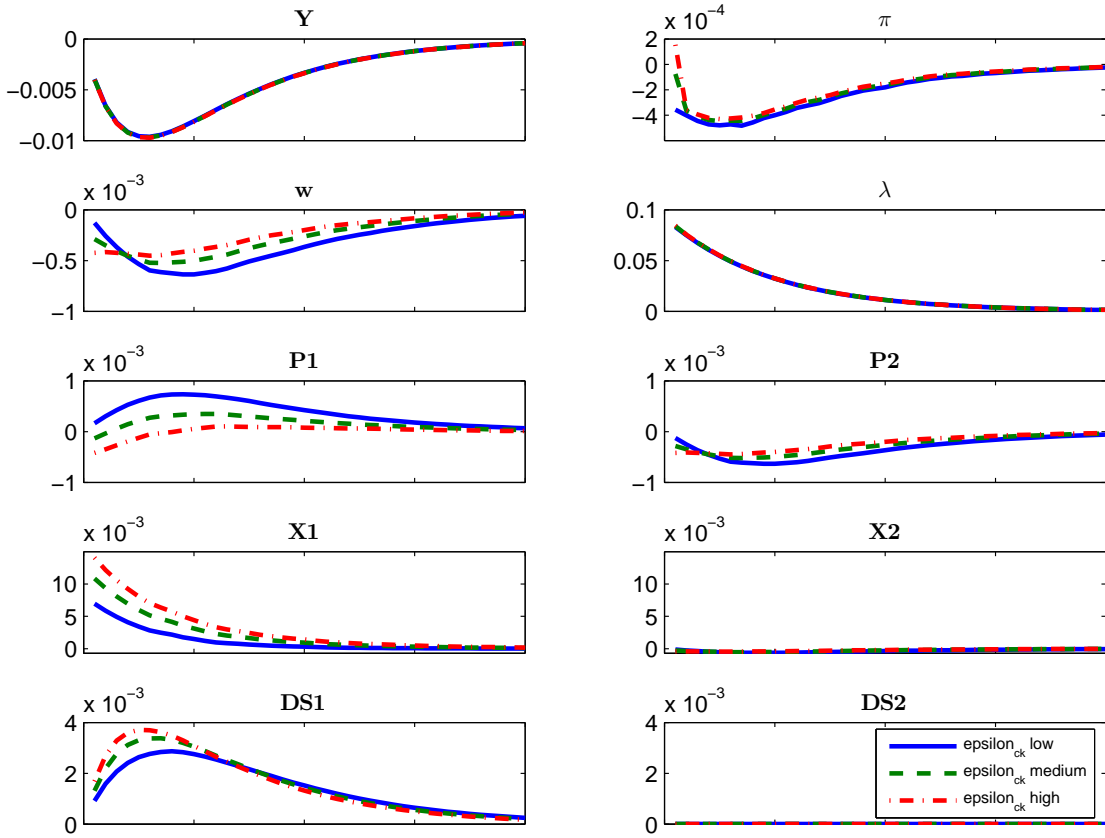 Y
0
−0.005
−0.01
x 10⁻⁴
π
2
0
−2
−4
x 10⁻³
w
0
−0.5
−1
λ
0.1
0.05
0
x 10⁻³
P1
1
0
−1
x 10⁻³
P2
1
0
−1
x 10⁻³
X1
10
5
0
x 10⁻³
X2
10
5
0
x 10⁻³
DS1
4
2
0
x 10⁻³
DS2
4
2
0
epsilon_ck low
epsilon_ck medium
epsilon_ck high